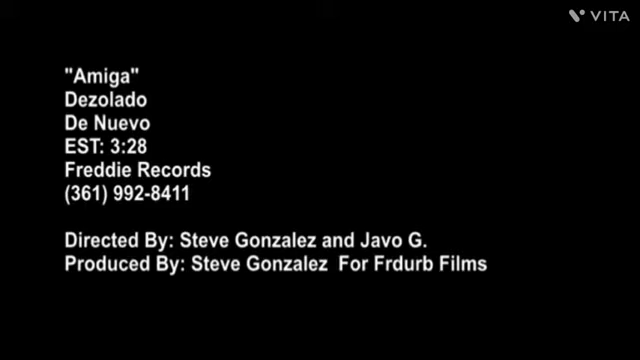 VITA
"Amiga"
Dezolado
De Nuevo
EST: 3:28
Freddie Records
(361) 992-8411
Directed By: Steve Gonzalez and Javo G.
Produced By: Steve Gonzalez  For Frdurb Films